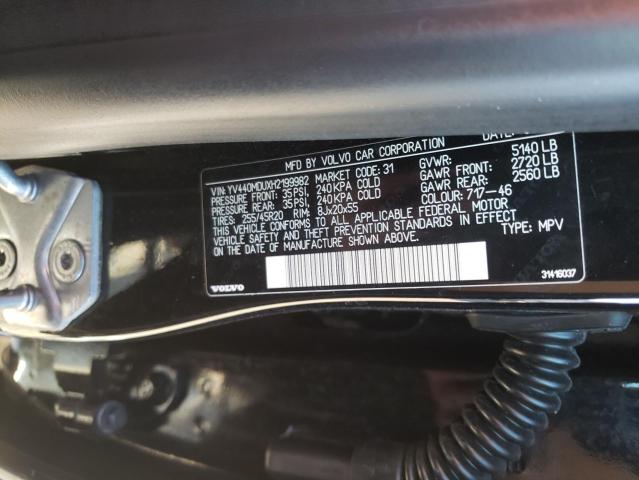 MFD BY VOLVO CAR CORPORATION
VIN: YV440MDUXH2199982 MARKET CODE: 31 GVWR: 5140 LB
PRESSURE FRONT: 35 PSI, 240 KPA COLD GAWR FRONT: 2720 LB
PRESSURE REAR: 35 PSI, 240 KPA COLD GAWR REAR: 2560 LB
TIRES: 255/45R20 RIM: 8Jx20x55 COLOUR: 717-46
THIS VEHICLE CONFORMS TO ALL APPLICABLE FEDERAL MOTOR
VEHICLE SAFETY AND THEFT PREVENTION STANDARDS IN EFFECT
ON THE DATE OF MANUFACTURE SHOWN ABOVE. TYPE: MPV
VOLVO 31416037